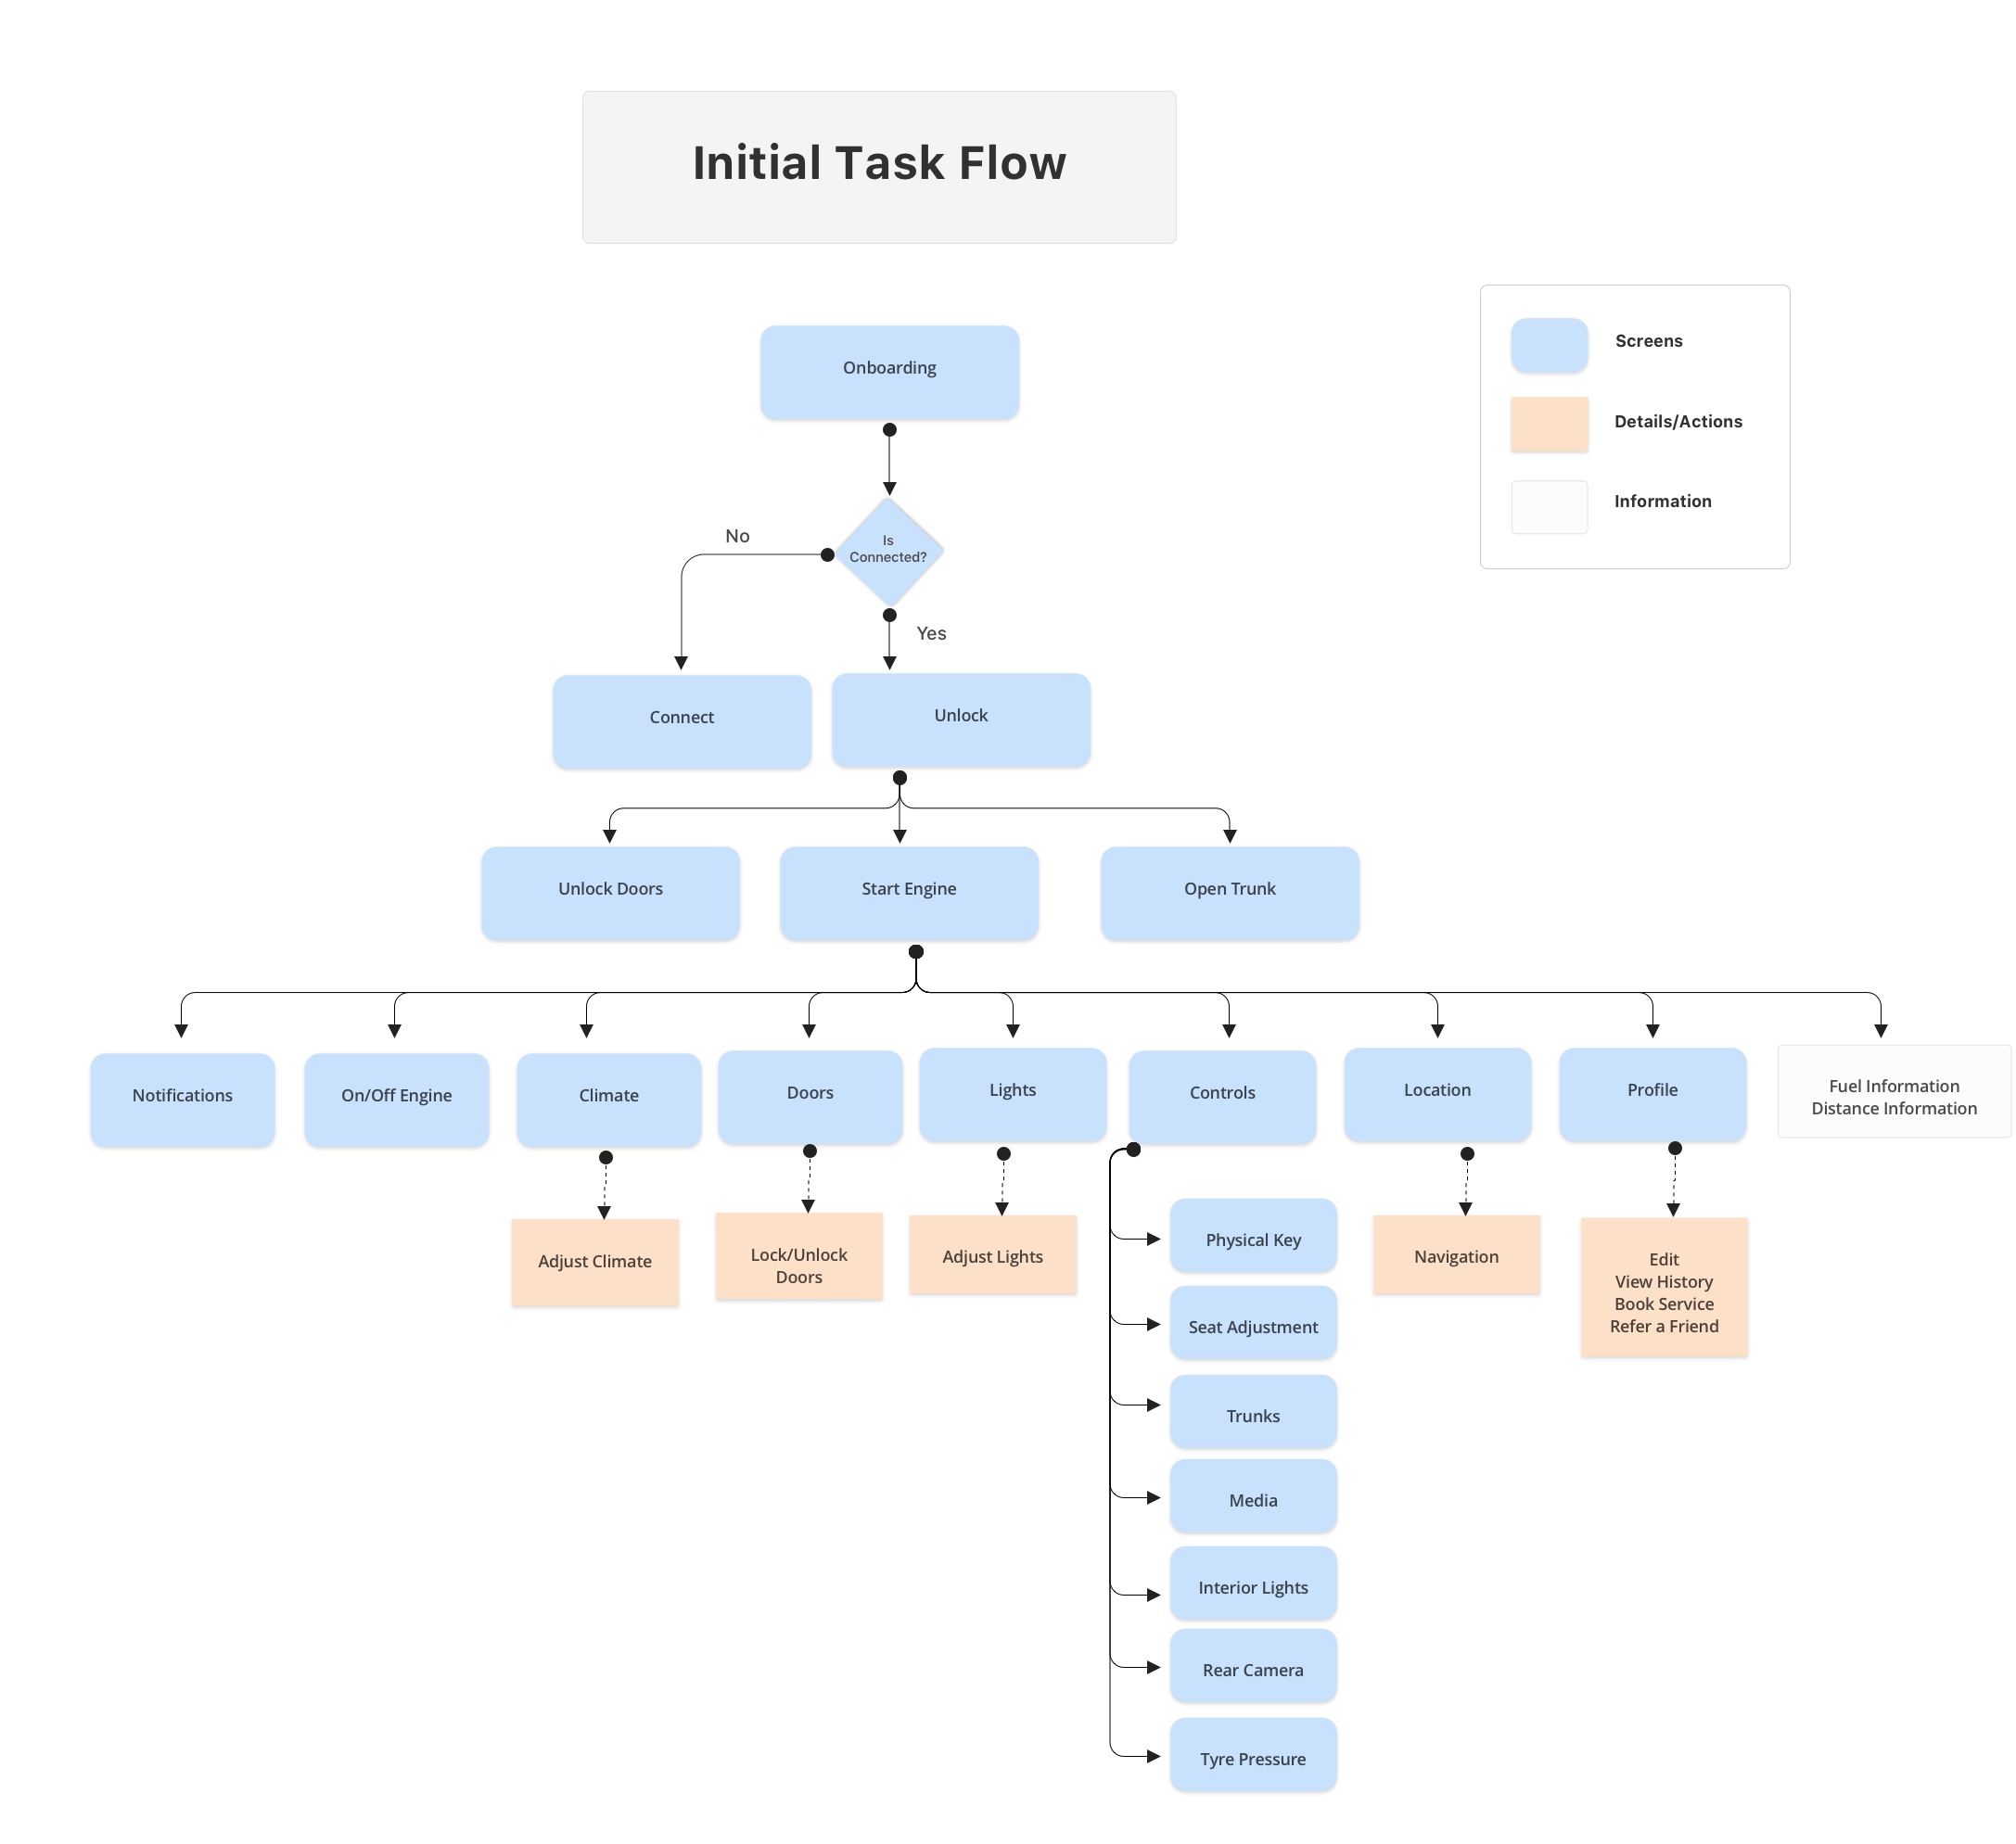 Initial Task Flow
Screens
Details/Actions
Information
Onboarding
Is
Connected?
No
Yes
Connect
Unlock
Unlock Doors
Start Engine
Open Trunk
Notifications
On/Off Engine
Climate
Doors
Lights
Controls
Location
Profile
Fuel Information
Distance Information
Adjust Climate
Lock/Unlock
Doors
Adjust Lights
Physical Key
Navigation
Edit
View History
Book Service
Refer a Friend
Seat Adjustment
Trunks
Media
Interior Lights
Rear Camera
Tyre Pressure